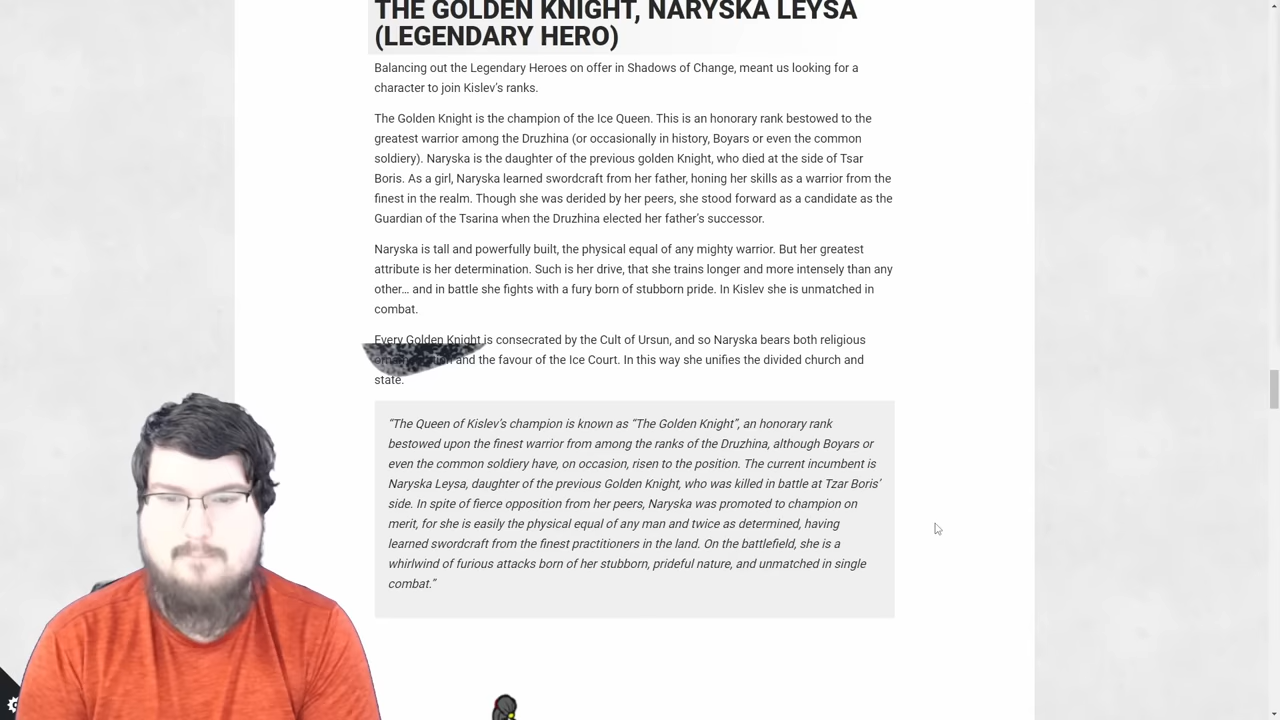 THE GOLDEN KNIGHT, NARYSKA LEYSA
(LEGENDARY HERO)
Balancing out the Legendary Heroes on offer in Shadows of Change, meant us looking for a
character to join Kislev's ranks.
The Golden Knight is the champion of the Ice Queen. This is an honorary rank bestowed to the
greatest warrior among the Druzhina (or occasionally in history, Boyars or even the common
soldiery). Naryska is the daughter of the previous golden Knight, who died at the side of Tsar
Boris. As a girl, Naryska learned swordcraft from her father, honing her skills as a warrior from the
finest in the realm. Though she was derided by her peers, she stood forward as a candidate as the
Guardian of the Tsarina when the Druzhina elected her father's successor.
Naryska is tall and powerfully built, the physical equal of any mighty warrior. But her greatest
attribute is her determination. Such is her drive, that she trains longer and more intensely than any
other… and in battle she fights with a fury born of stubborn pride. In Kislev she is unmatched in
combat.
Every Golden Knight is consecrated by the Cult of Ursun, and so Naryska bears both religious
and the favour of the Ice Court. In this way she unifies the divided church and
state.
"The Queen of Kislev's champion is known as "The Golden Knight", an honorary rank
bestowed upon the finest warrior from among the ranks of the Druzhina, although Boyars or
even the common soldiery have, on occasion, risen to the position. The current incumbent is
Naryska Leysa, daughter of the previous Golden Knight, who was killed in battle at Tzar Boris'
side. In spite of fierce opposition from her peers, Naryska was promoted to champion on
merit, for she is easily the physical equal of any man and twice as determined, having
learned swordcraft from the finest practitioners in the land. On the battlefield, she is a
whirlwind of furious attacks born of her stubborn, prideful nature, and unmatched in single
combat."